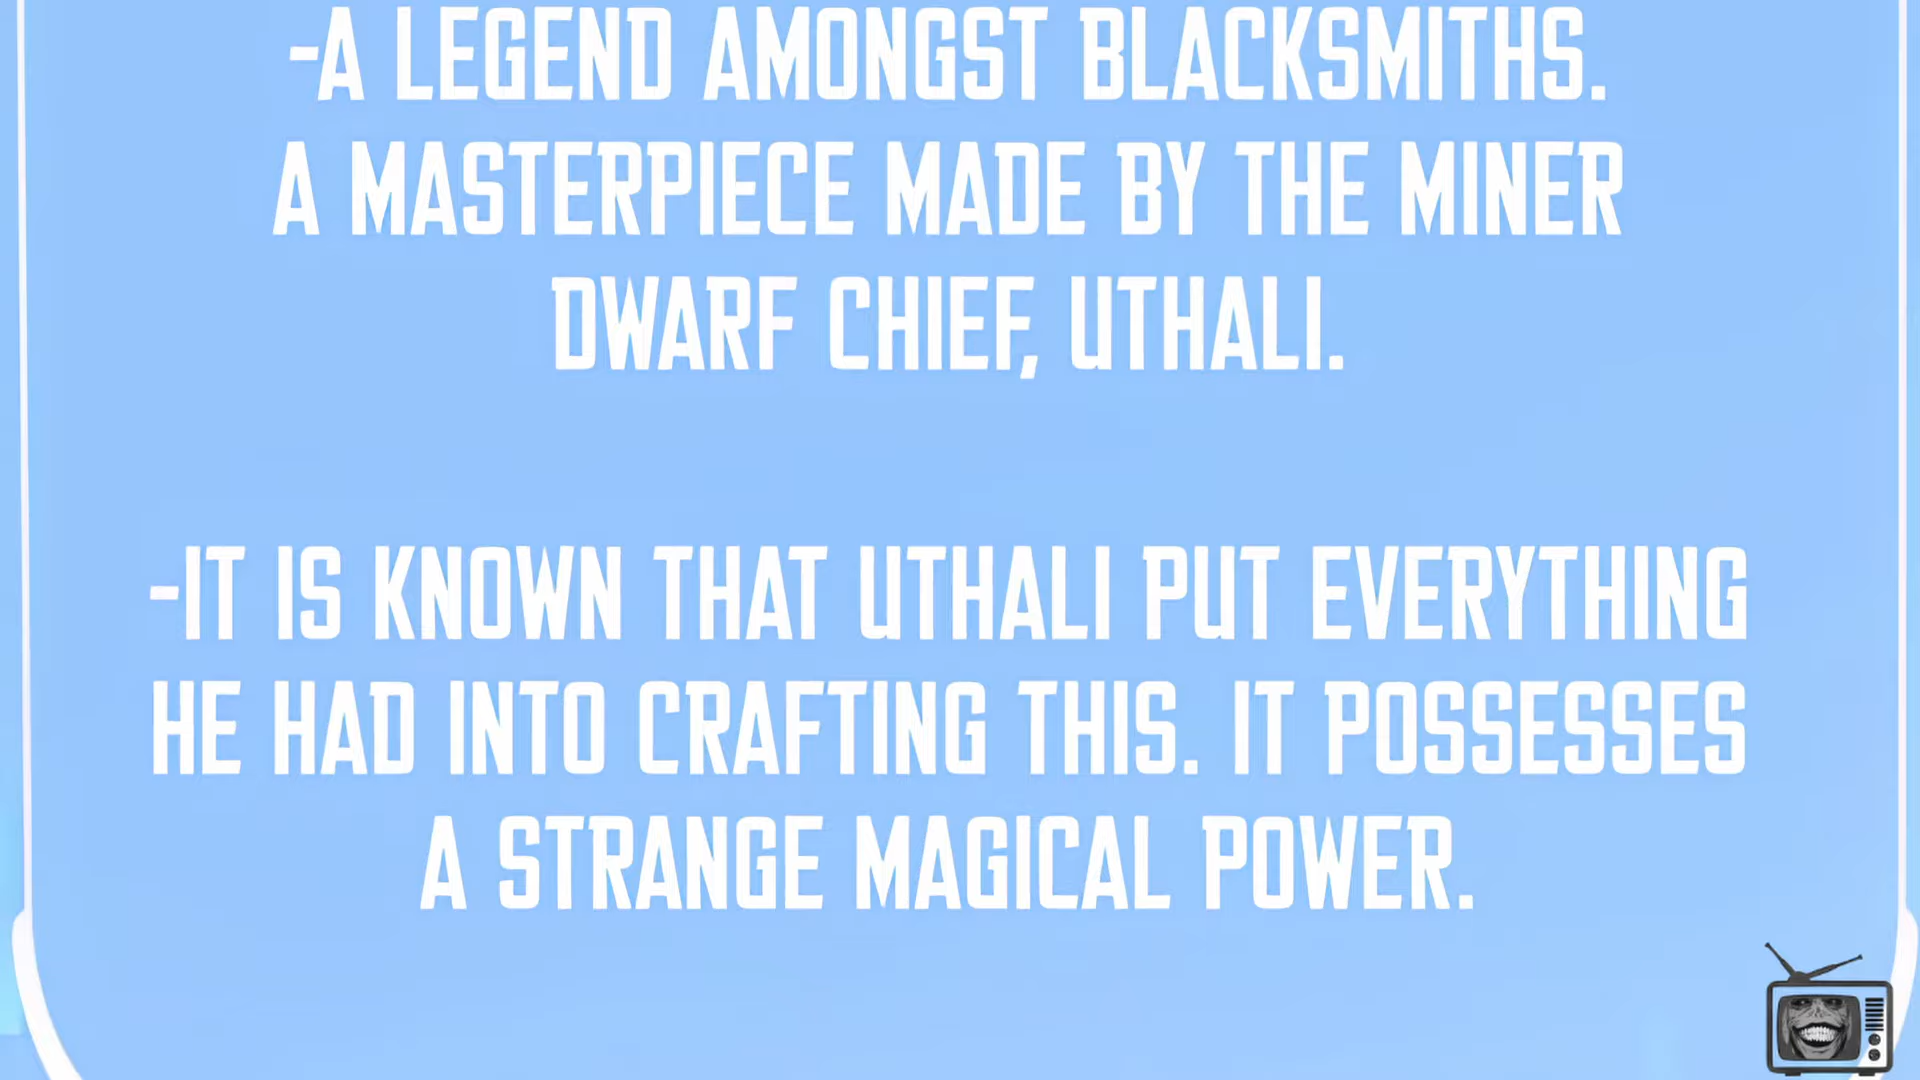 -A LEGEND AMONGST BLACKSMITHS.
A MASTERPIECE MADE BY THE MINER
DWARF CHIEF, UTHALI.
-IT IS KNOWN THAT UTHALI PUT EVERYTHING
HE HAD INTO CRAFTING THIS. IT POSSESSES
A STRANGE MAGICAL POWER.